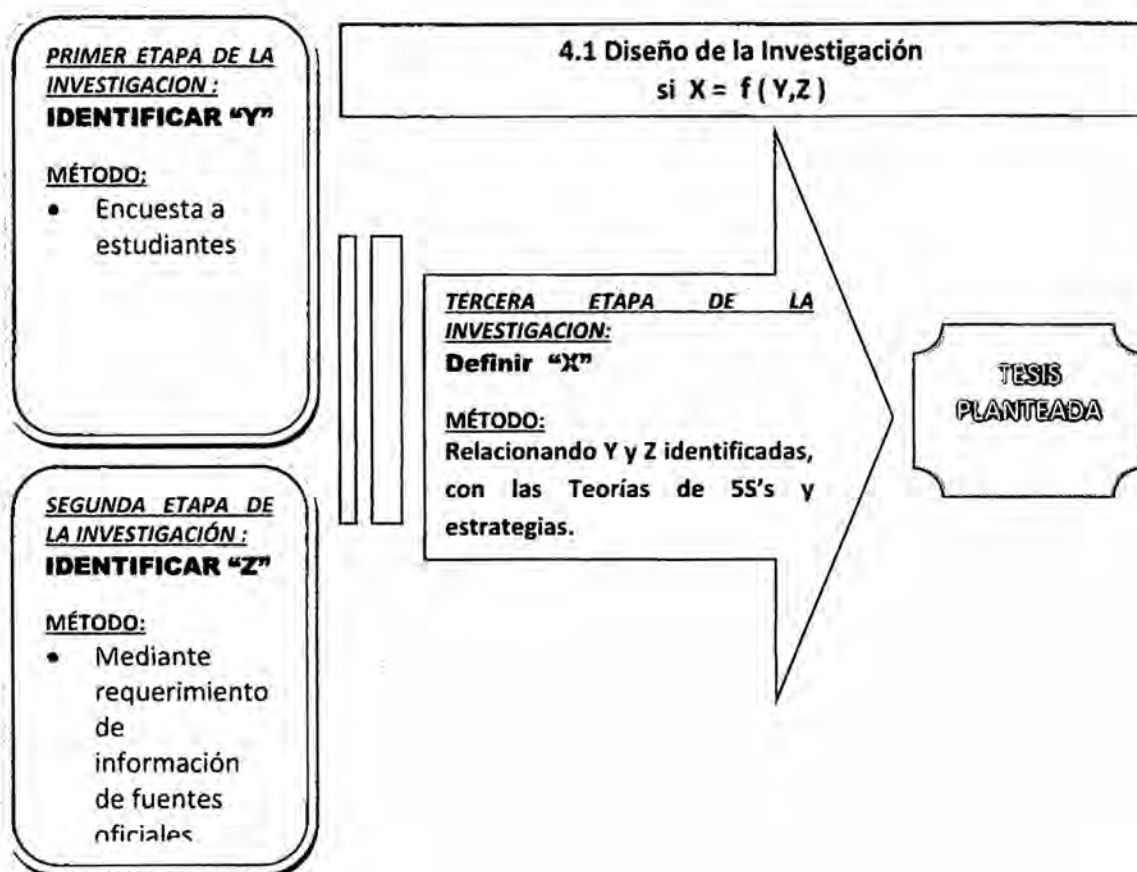 PRIMER ETAPA DE LA
INVESTIGACION :
IDENTIFICAR “Y”
MÉTODO:
• Encuesta a
estudiantes
SEGUNDA ETAPA DE
LA INVESTIGACIÓN :
IDENTIFICAR “Z”
MÉTODO:
• Mediante
requerimiento
de
información
de fuentes
oficiales
4.1 Diseño de la Investigación
si X = f ( Y,Z )
TERCERA ETAPA DE LA
INVESTIGACION:
Definir “X”
MÉTODO:
Relacionando Y y Z identificadas,
con las Teorías de 5S’s y
estrategias.
TESIS
PLANTEADA